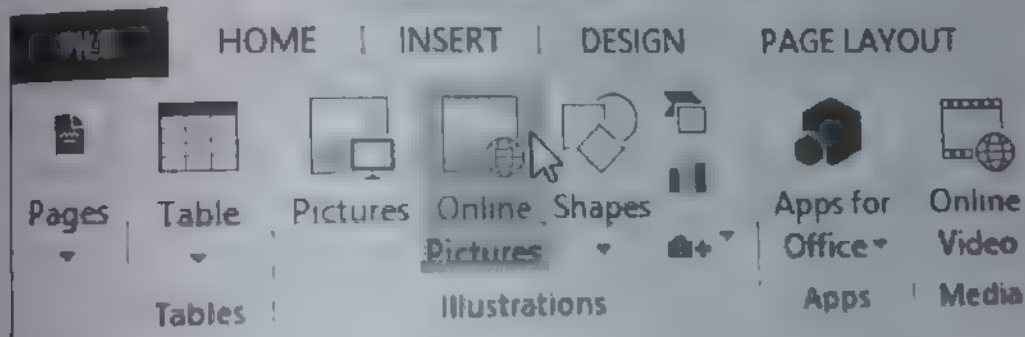 HOME INSERT DESIGN PAGE LAYOUT
Pages Table Pictures Online Shapes Apps for Online
Pictures Office Video
Tables Illustrations Apps Media